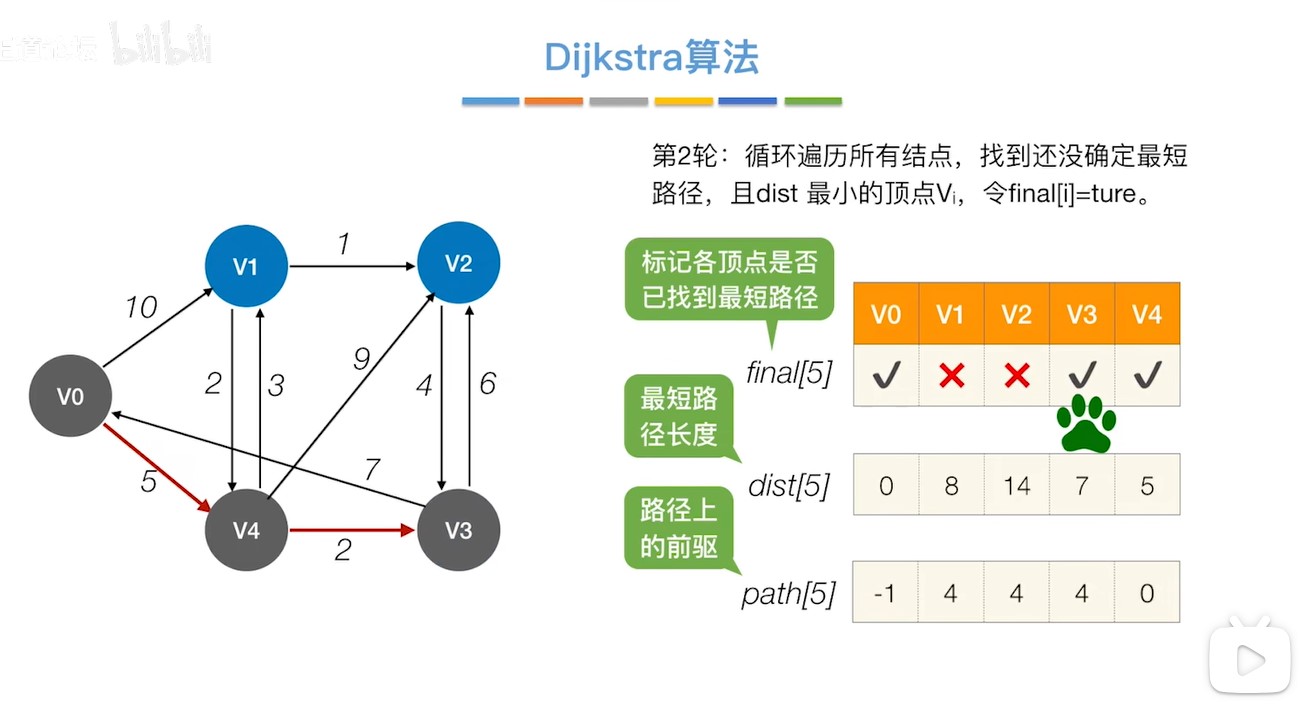 bilibili
Dijkstra算法
第2轮：循环遍历所有结点，找到还没确定最短
路径，且dist 最小的顶点Vi，令final[i]=ture。
标记各顶点是否
已找到最短路径
V0 V1 V2 V3 V4
final[5]
✓ ✕ ✕ ✓ ✓
最短路
径长度
dist[5] 0 8 14 7 5
路径上
的前驱
path[5] -1 4 4 4 0
V1
1
V2
10
2
3
9
4
6
V0
5
7
V4
2
V3